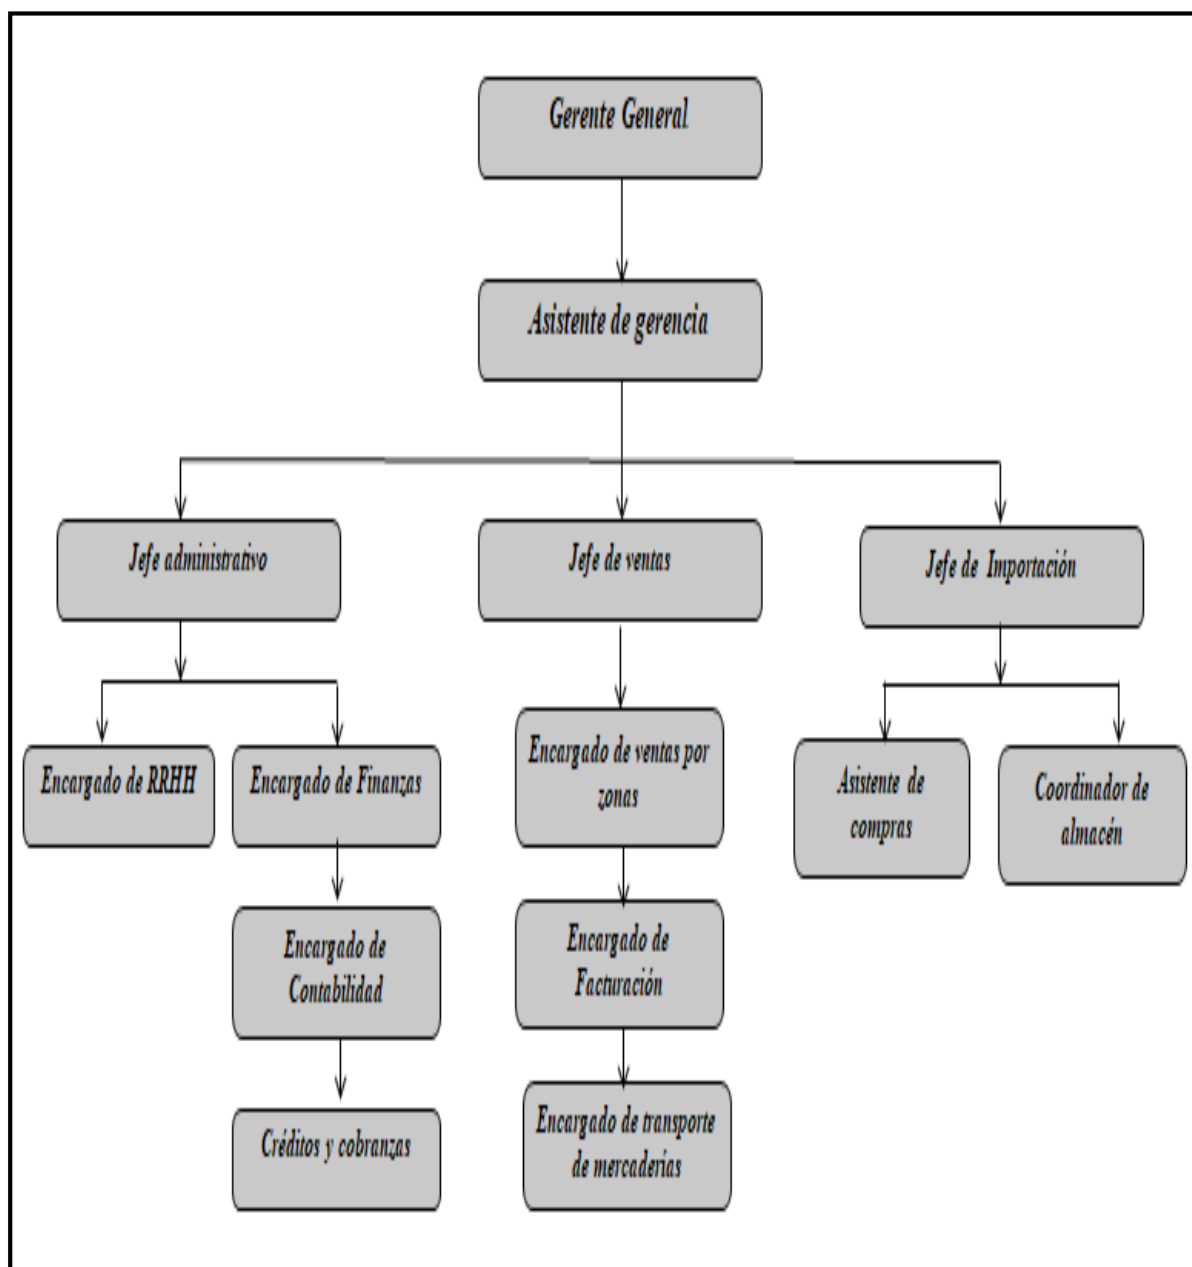 Gerente General
Asistente de gerencia
Jefe administrativo
Jefe de ventas
Jefe de Importación
Encargado de RRHH
Encargado de Finanzas
Encargado de ventas por
zonas
Asistente de
compras
Coordinador de
almacén
Encargado de
Contabilidad
Encargado de
Facturación
Créditos y cobranzas
Encargado de transporte
de mercaderías